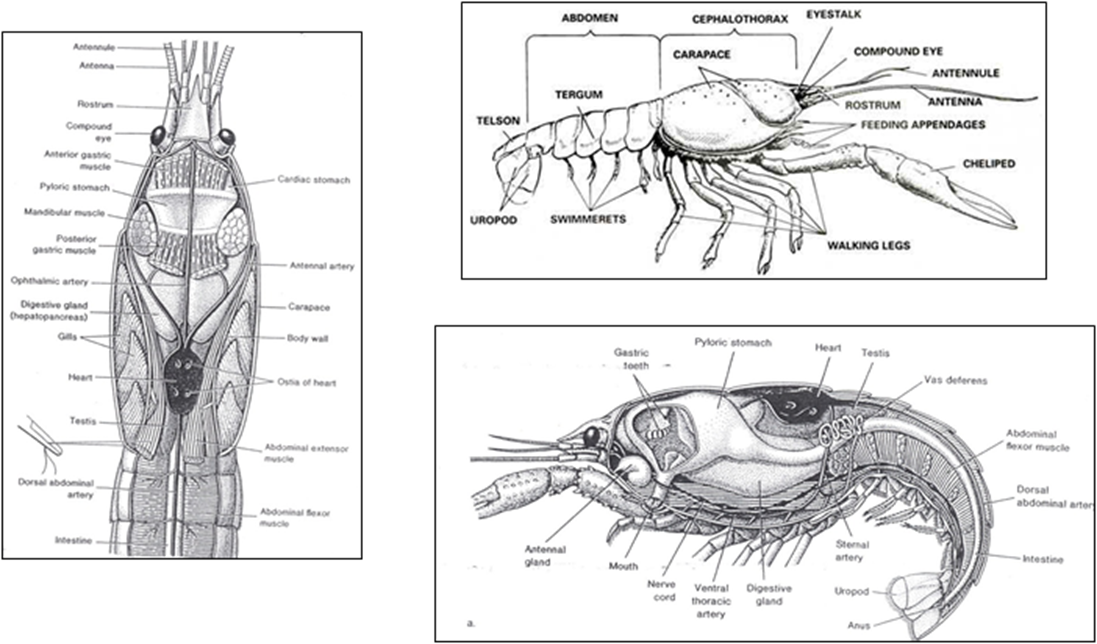 Antennule
Antenna
Rostrum
Compound
eye
Anterior gastric
muscle
Pyloric stomach
Mandibular muscle
Posterior
gastric muscle
Ophthalmic artery
Digestive gland
(hepatopancreas)
Gills
Heart
Testis
Dorsal abdominal
artery
Intestine
Cardiac stomach
Antennal artery
Carapace
Body wall
Ostia of heart
Abdominal extensor
muscle
Abdominal flexor
muscle
ABDOMEN
CEPHALOTHORAX
EYESTALK
CARAPACE
COMPOUND EYE
ANTENNULE
TERGUM
ROSTRUM
ANTENNA
TELSON
FEEDING APPENDAGES
CHELIPED
UROPOD
SWIMMERETS
WALKING LEGS
Gastric
teeth
Pyloric stomach
Heart
Testis
Vas deferens
Abdominal
flexor muscle
Dorsal
abdominal artery
Intestine
Antennal
gland
Mouth
Nerve
cord
Ventral
thoracic
artery
Digestive
gland
Sternal
artery
Uropod
Anus
a.